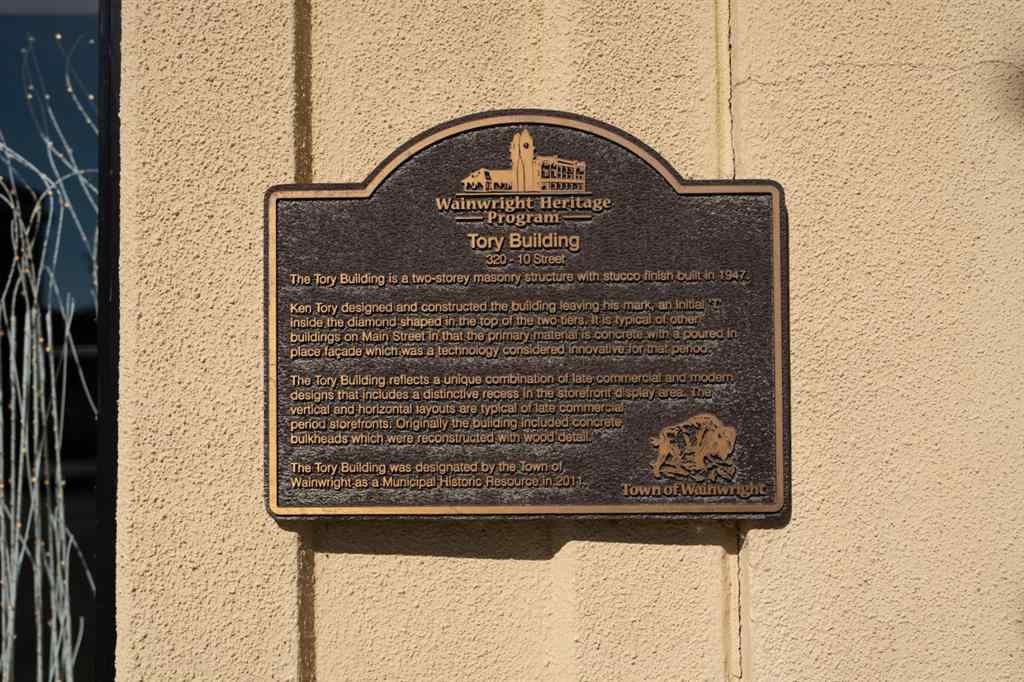 Wainwright Heritage
Program
Tory Building
320 - 10 Street
The Tory Building is a two-storey masonry structure with stucco finish built in 1947.
Ken Tory designed and constructed the building leaving his mark, an initial 'T,'
inside the diamond shaped in the top of the two tiers. It is typical of other
buildings on Main Street in that the primary material is concrete with a poured in
place façade which was a technology considered innovative for that period.
The Tory Building reflects a unique combination of late commercial and modern
designs that includes a distinctive recess in the storefront display area. The
vertical and horizontal layouts are typical of late commercial
period storefronts. Originally the building included concrete
bulkheads which were reconstructed with wood detail.
The Tory Building was designated by the Town of
Wainwright as a Municipal Historic Resource in 2011.
Town of Wainwright